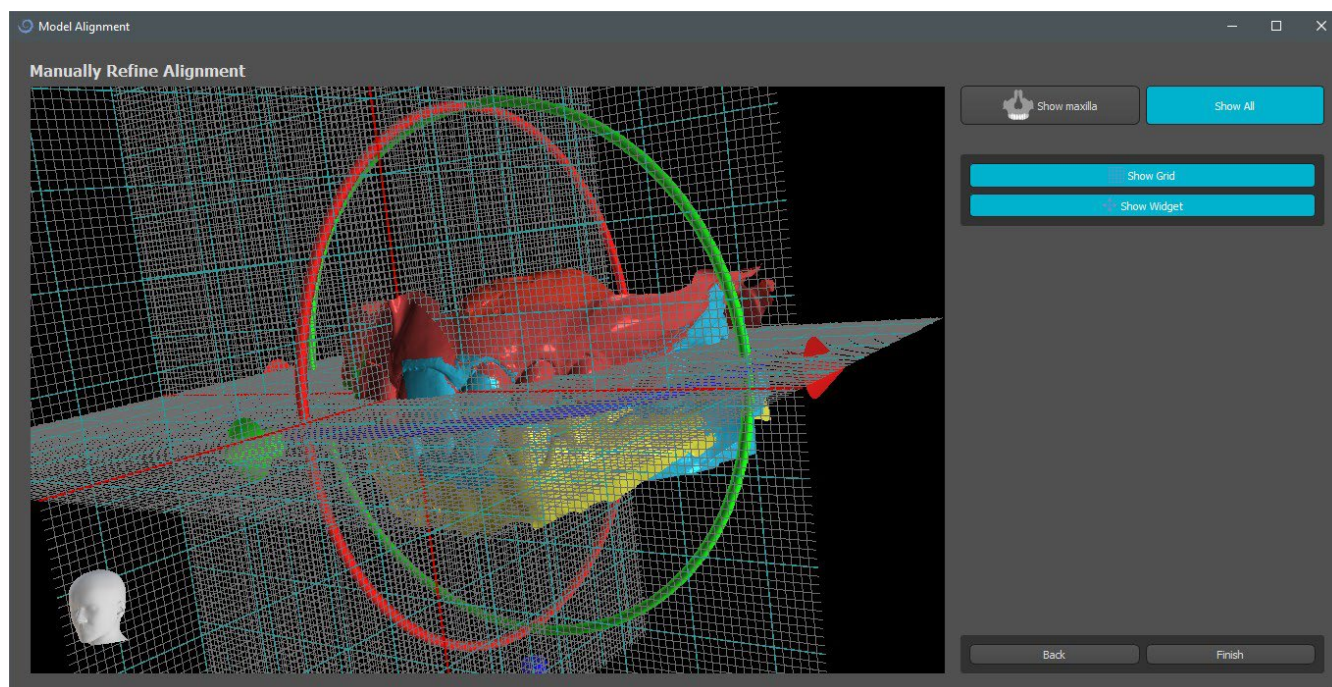 Model Alignment
Manually Refine Alignment
Show maxilla
Show All
Show Grid
Show Widget
Back
Finish